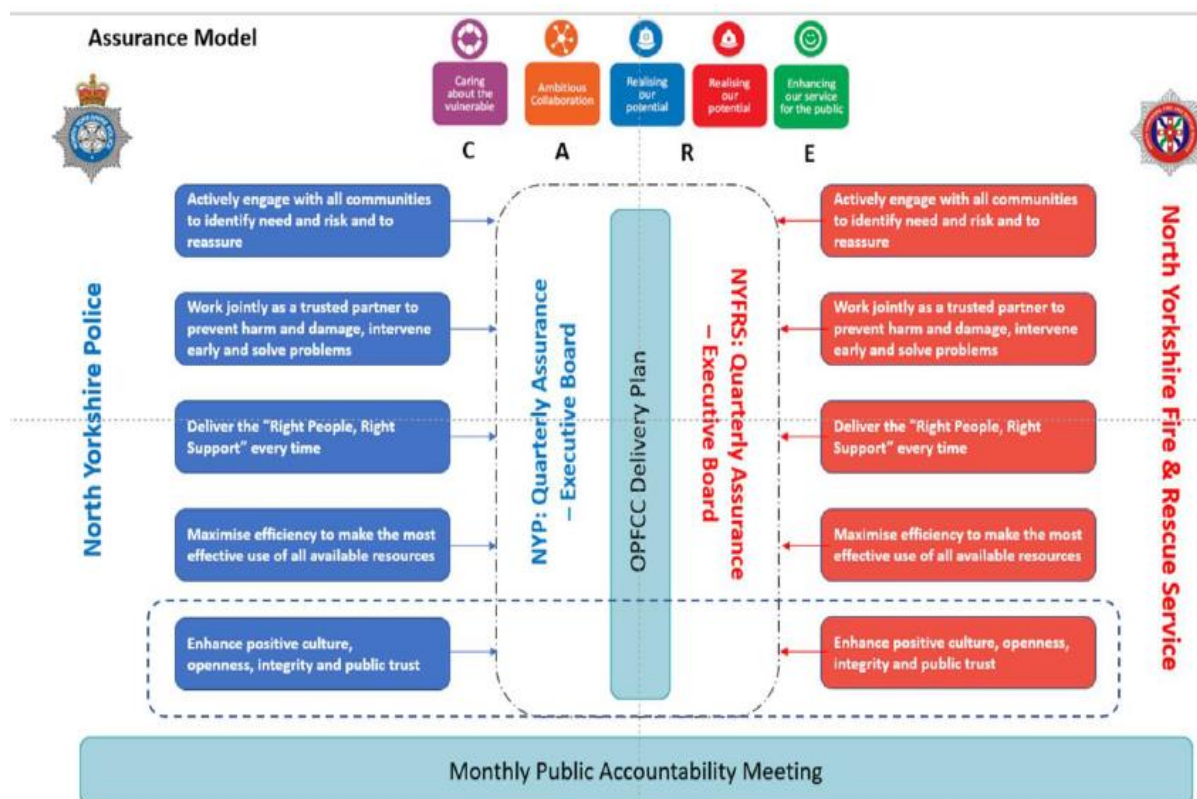 Assurance Model
Caring
about the
vulnerable
Ambitious
Collaboration
Realising
our
potential
Realising
our
potential
Enhancing
our service
for the public
C A R E
North Yorkshire Police
Actively engage with all communities
to identify need and risk and to
reassure
Work jointly as a trusted partner to
prevent harm and damage, intervene
early and solve problems
Deliver the "Right People, Right
Support" every time
Maximise efficiency to make the most
effective use of all available resources
Enhance positive culture,
openness, integrity and public trust
NYP: Quarterly Assurance
– Executive Board
OPFCC Delivery Plan
NYFRS: Quarterly Assurance
– Executive Board
Actively engage with all communities
to identify need and risk and to
reassure
Work jointly as a trusted partner to
prevent harm and damage, intervene
early and solve problems
Deliver the "Right People, Right
Support" every time
Maximise efficiency to make the most
effective use of all available resources
Enhance positive culture, openness,
integrity and public trust
North Yorkshire Fire & Rescue Service
Monthly Public Accountability Meeting